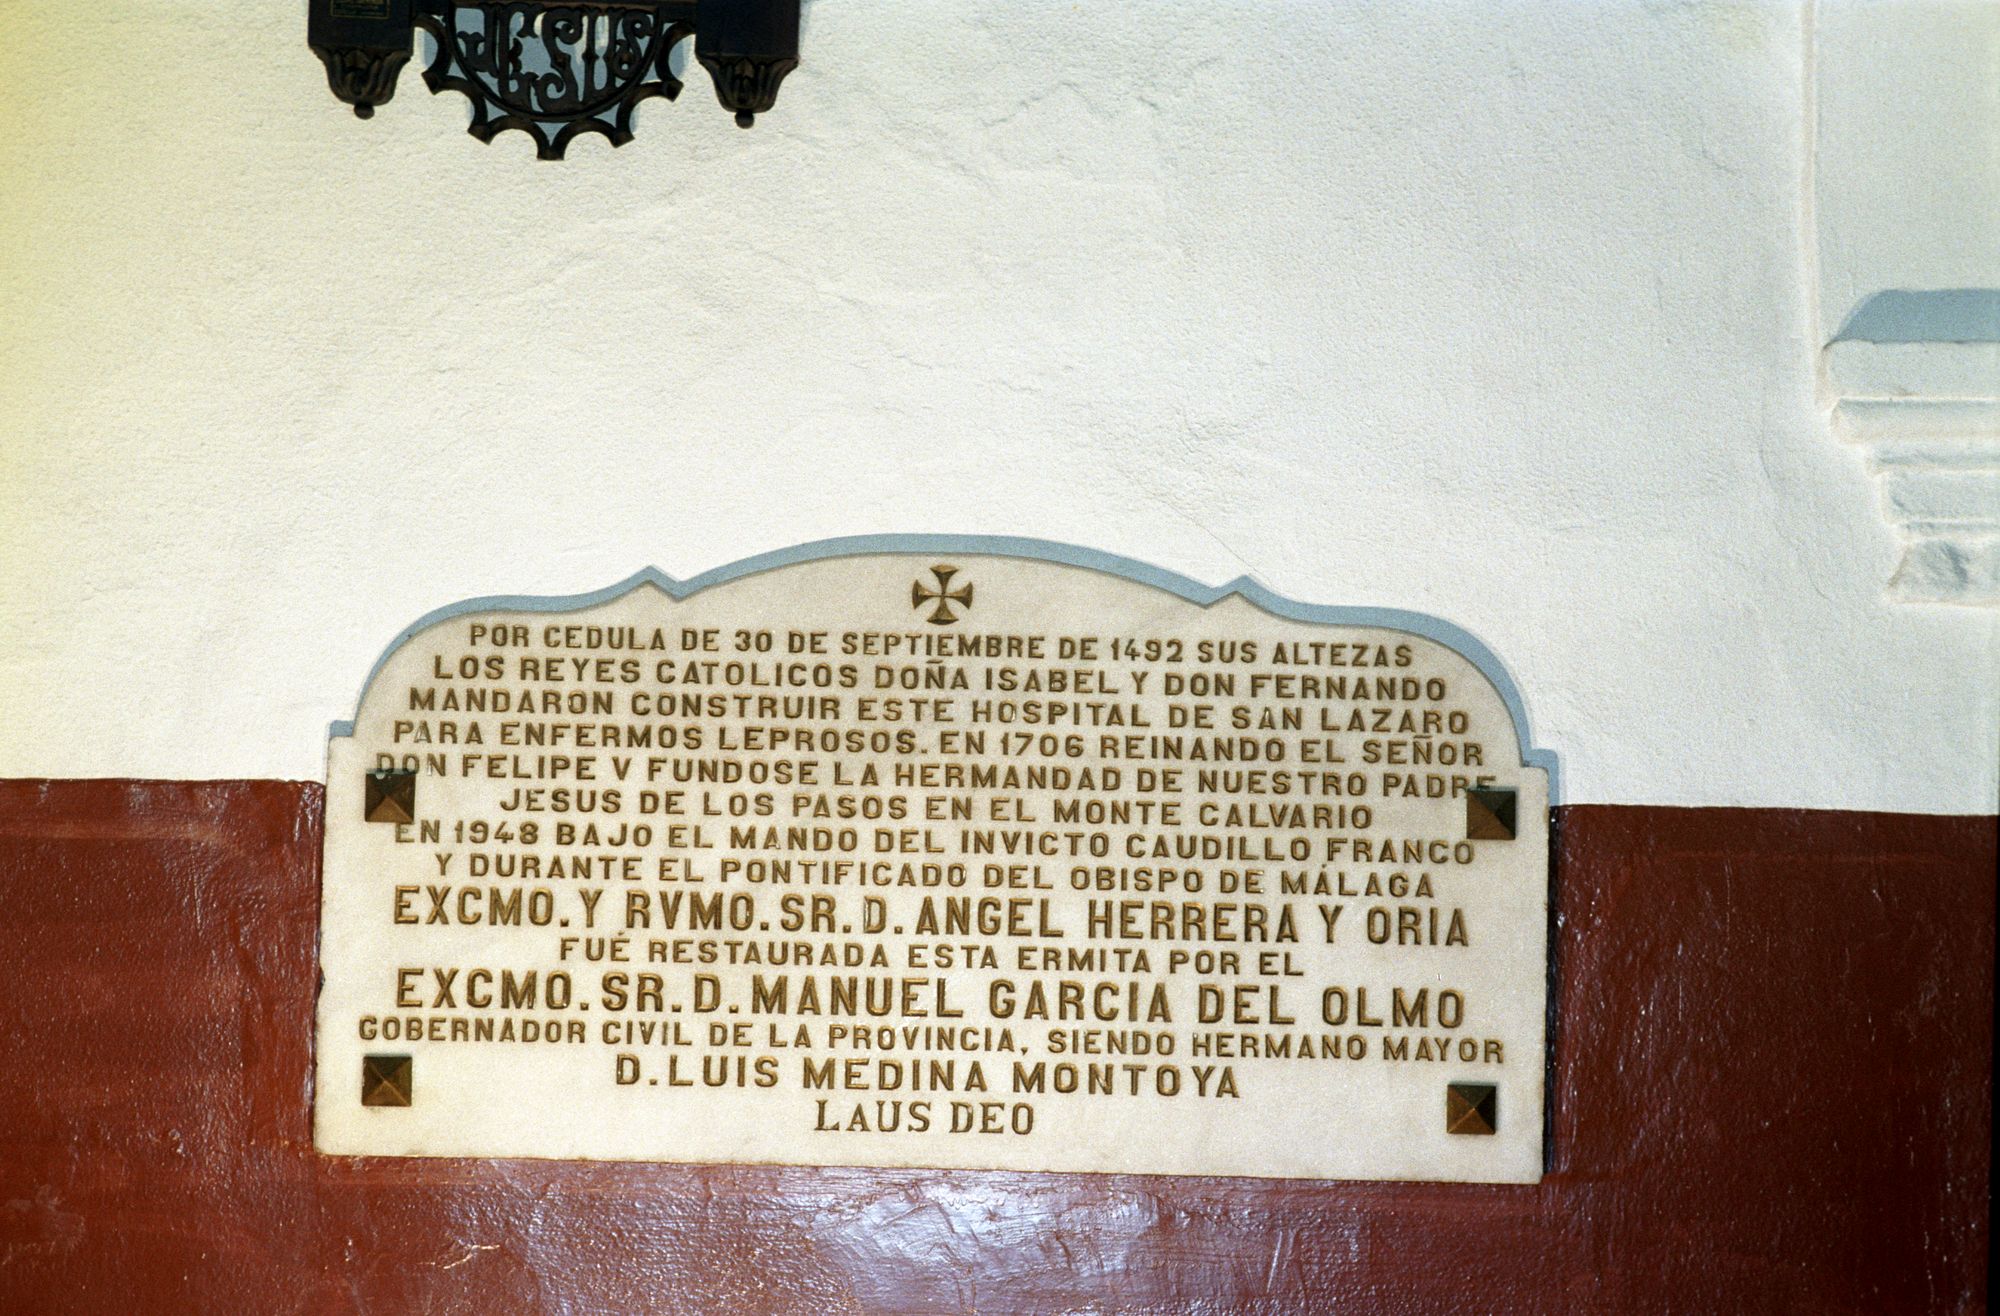 JESUS
POR CEDULA DE 30 DE SEPTIEMBRE DE 1492 SUS ALTEZAS
LOS REYES CATOLICOS DOÑA ISABEL Y DON FERNANDO
MANDARON CONSTRUIR ESTE HOSPITAL DE SAN LAZARO
PARA ENFERMOS LEPROSOS. EN 1706 REINANDO EL SEÑOR
DON FELIPE V FUNDOSE LA HERMANDAD DE NUESTRO PADRE
JESUS DE LOS PASOS EN EL MONTE CALVARIO
EN 1948 BAJO EL MANDO DEL INVICTO CAUDILLO FRANCO
Y DURANTE EL PONTIFICADO DEL OBISPO DE MÁLAGA
EXCMO. Y RVMO. SR. D. ANGEL HERRERA Y ORIA
FUÉ RESTAURADA ESTA ERMITA POR EL
EXCMO. SR. D. MANUEL GARCIA DEL OLMO
GOBERNADOR CIVIL DE LA PROVINCIA, SIENDO HERMANO MAYOR
D. LUIS MEDINA MONTOYA
LAUS DEO